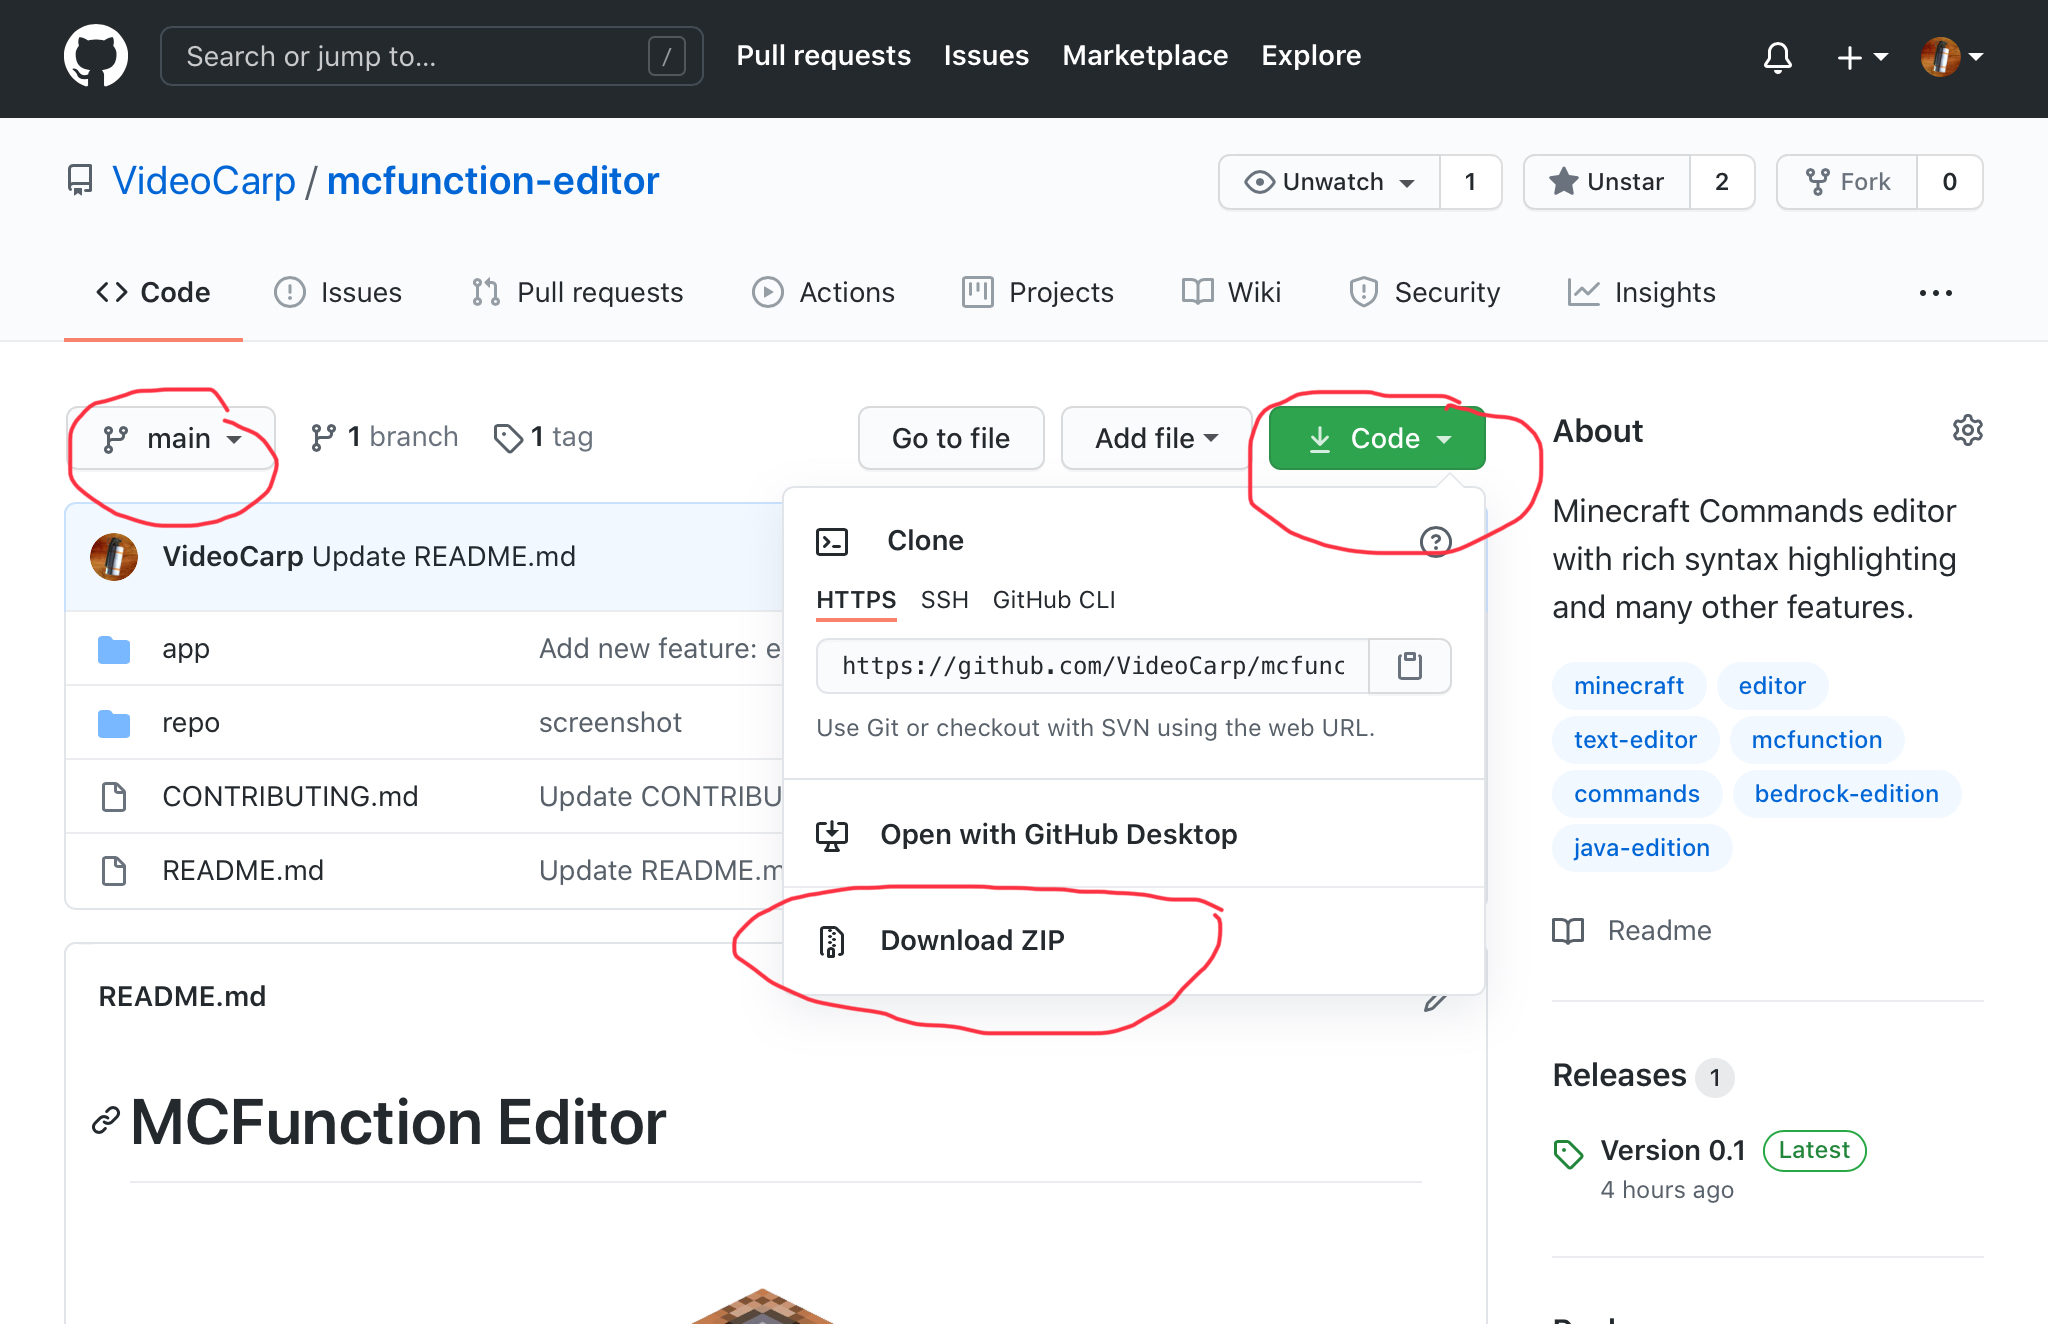 Search or jump to... /
Pull requests Issues Marketplace Explore
VideoCarp / mcfunction-editor
Unwatch 1
Unstar 2
Fork 0
Code Issues Pull requests Actions Projects Wiki Security Insights
main 1 branch 1 tag
Go to file Add file Code
VideoCarp Update README.md
app Add new feature: e
repo screenshot
CONTRIBUTING.md Update CONTRIBU
README.md Update README.m
Clone
HTTPS SSH GitHub CLI
https://github.com/VideoCarp/mcfunc
Use Git or checkout with SVN using the web URL.
Open with GitHub Desktop
Download ZIP
README.md
MCFunction Editor
About
Minecraft Commands editor
with rich syntax highlighting
and many other features.
minecraft editor
text-editor mcfunction
commands bedrock-edition
java-edition
Readme
Releases 1
Version 0.1 Latest
4 hours ago